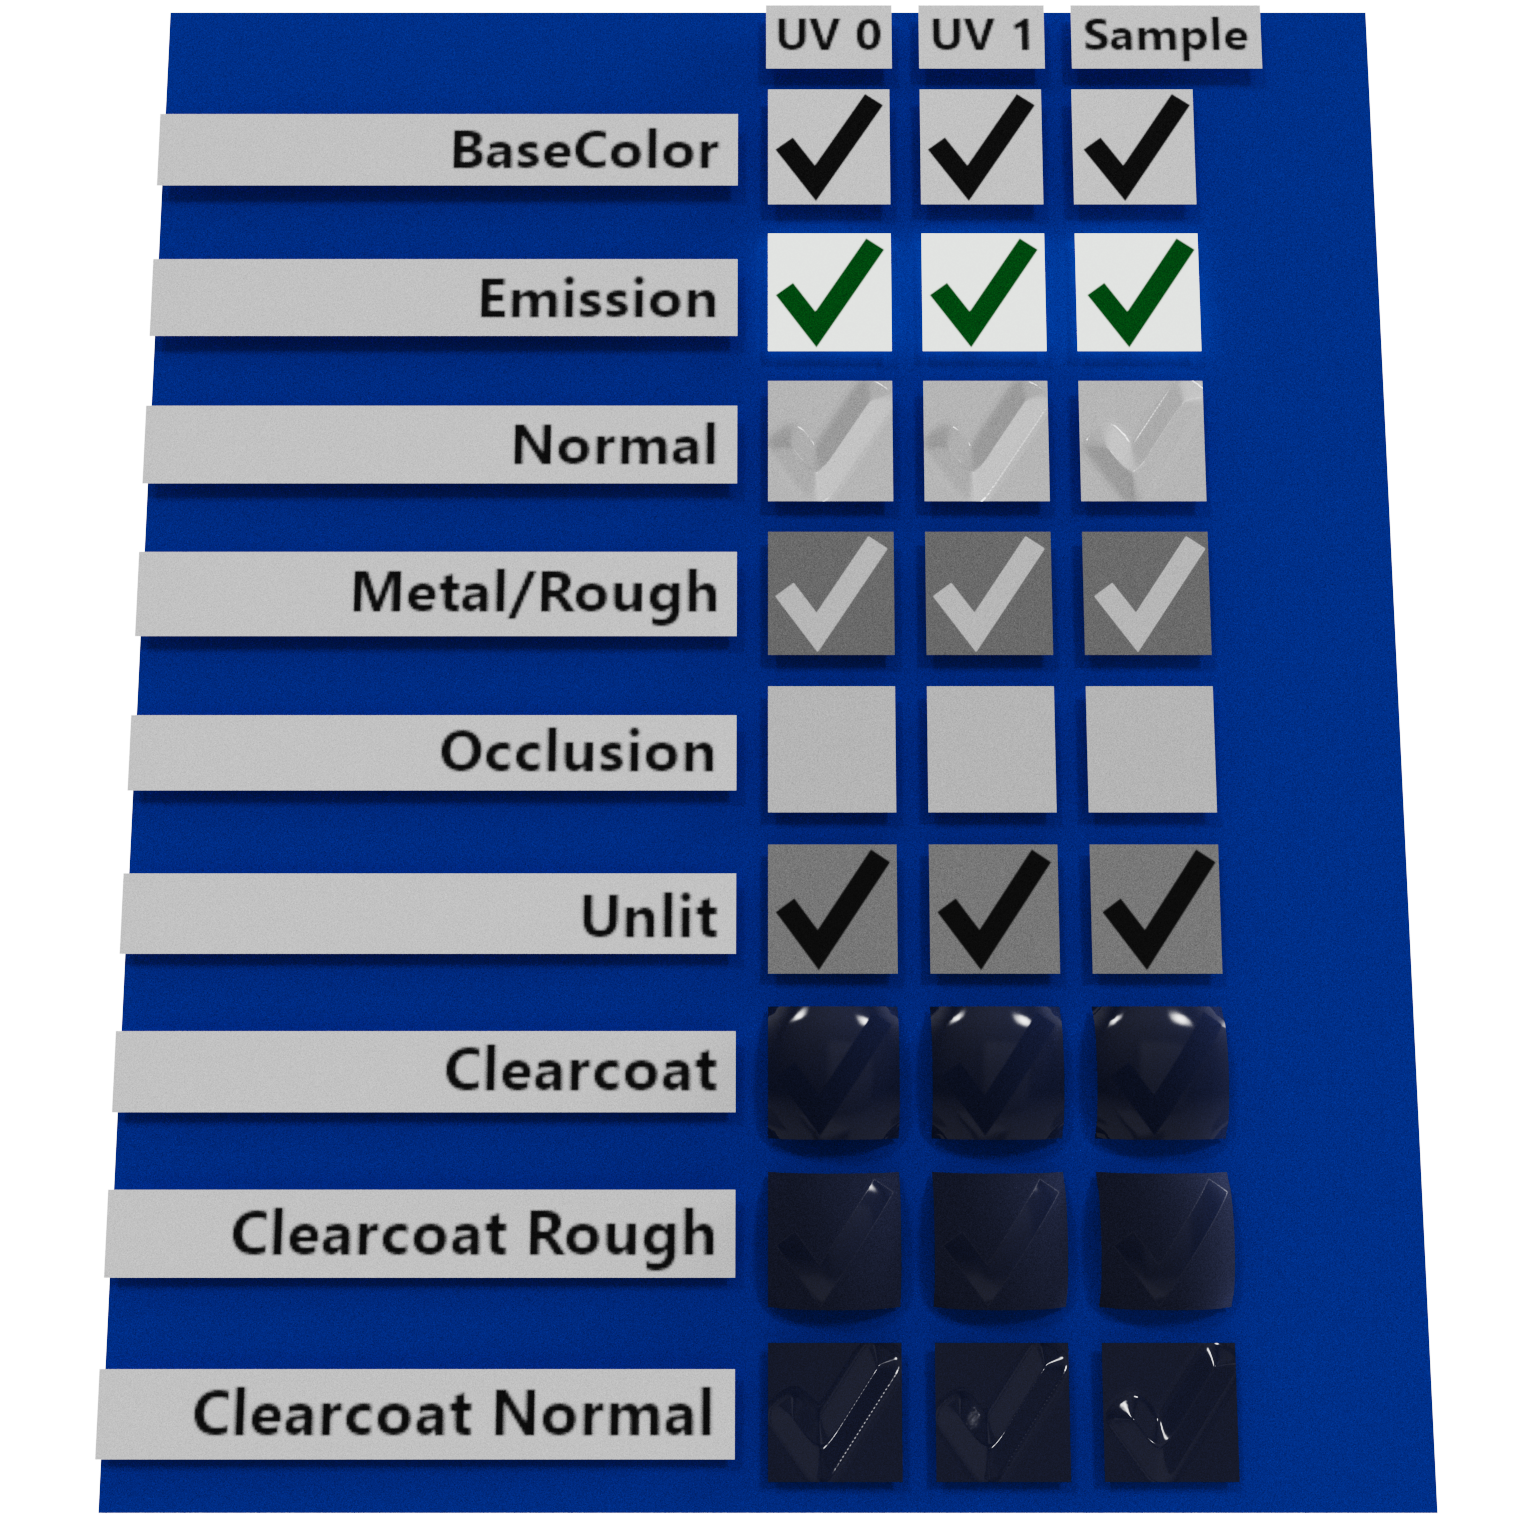 UV 0 UV 1 Sample
BaseColor
Emission
Normal
Metal/Rough
Occlusion
Unlit
Clearcoat
Clearcoat Rough
Clearcoat Normal